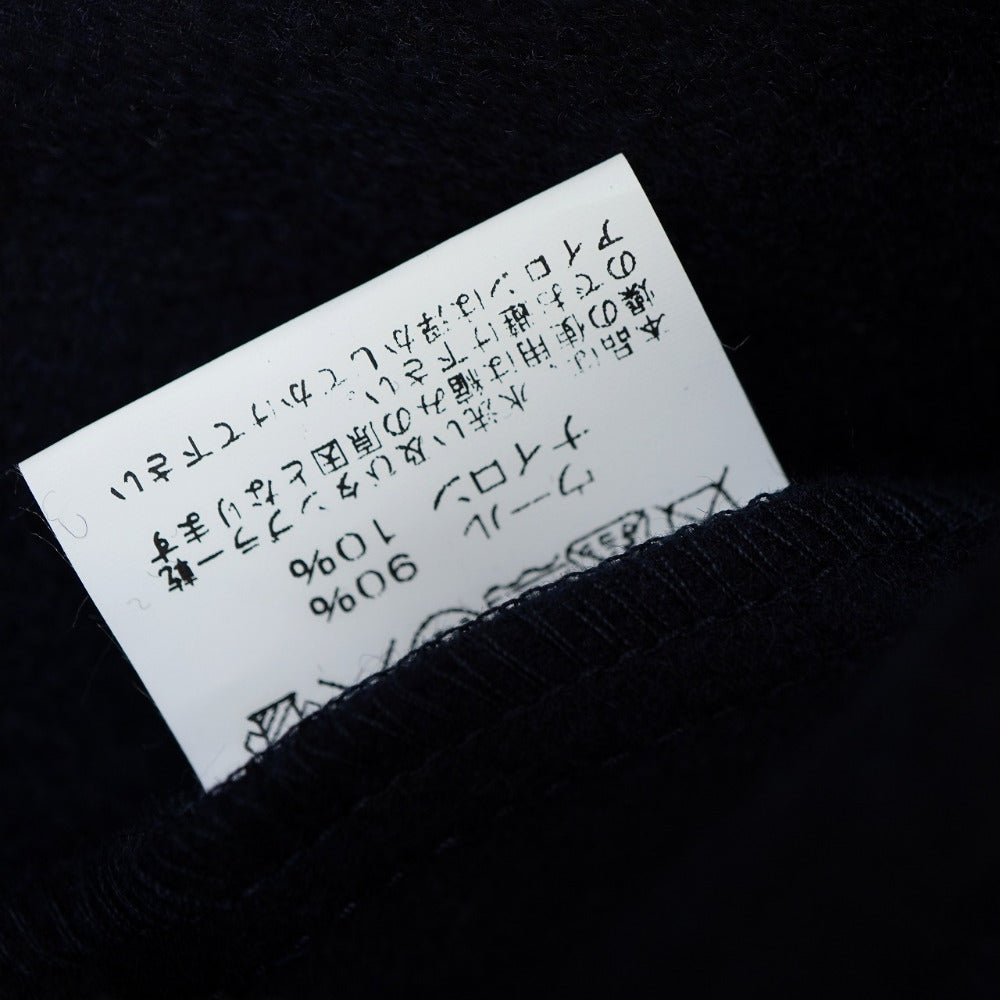 ウール 90%
ナイロン 10%
本品は水洗い及びタンブラー乾
燥の使用は縮みの原因となります
のでお避け下さい
アイロンは浮かしてかけて下さい